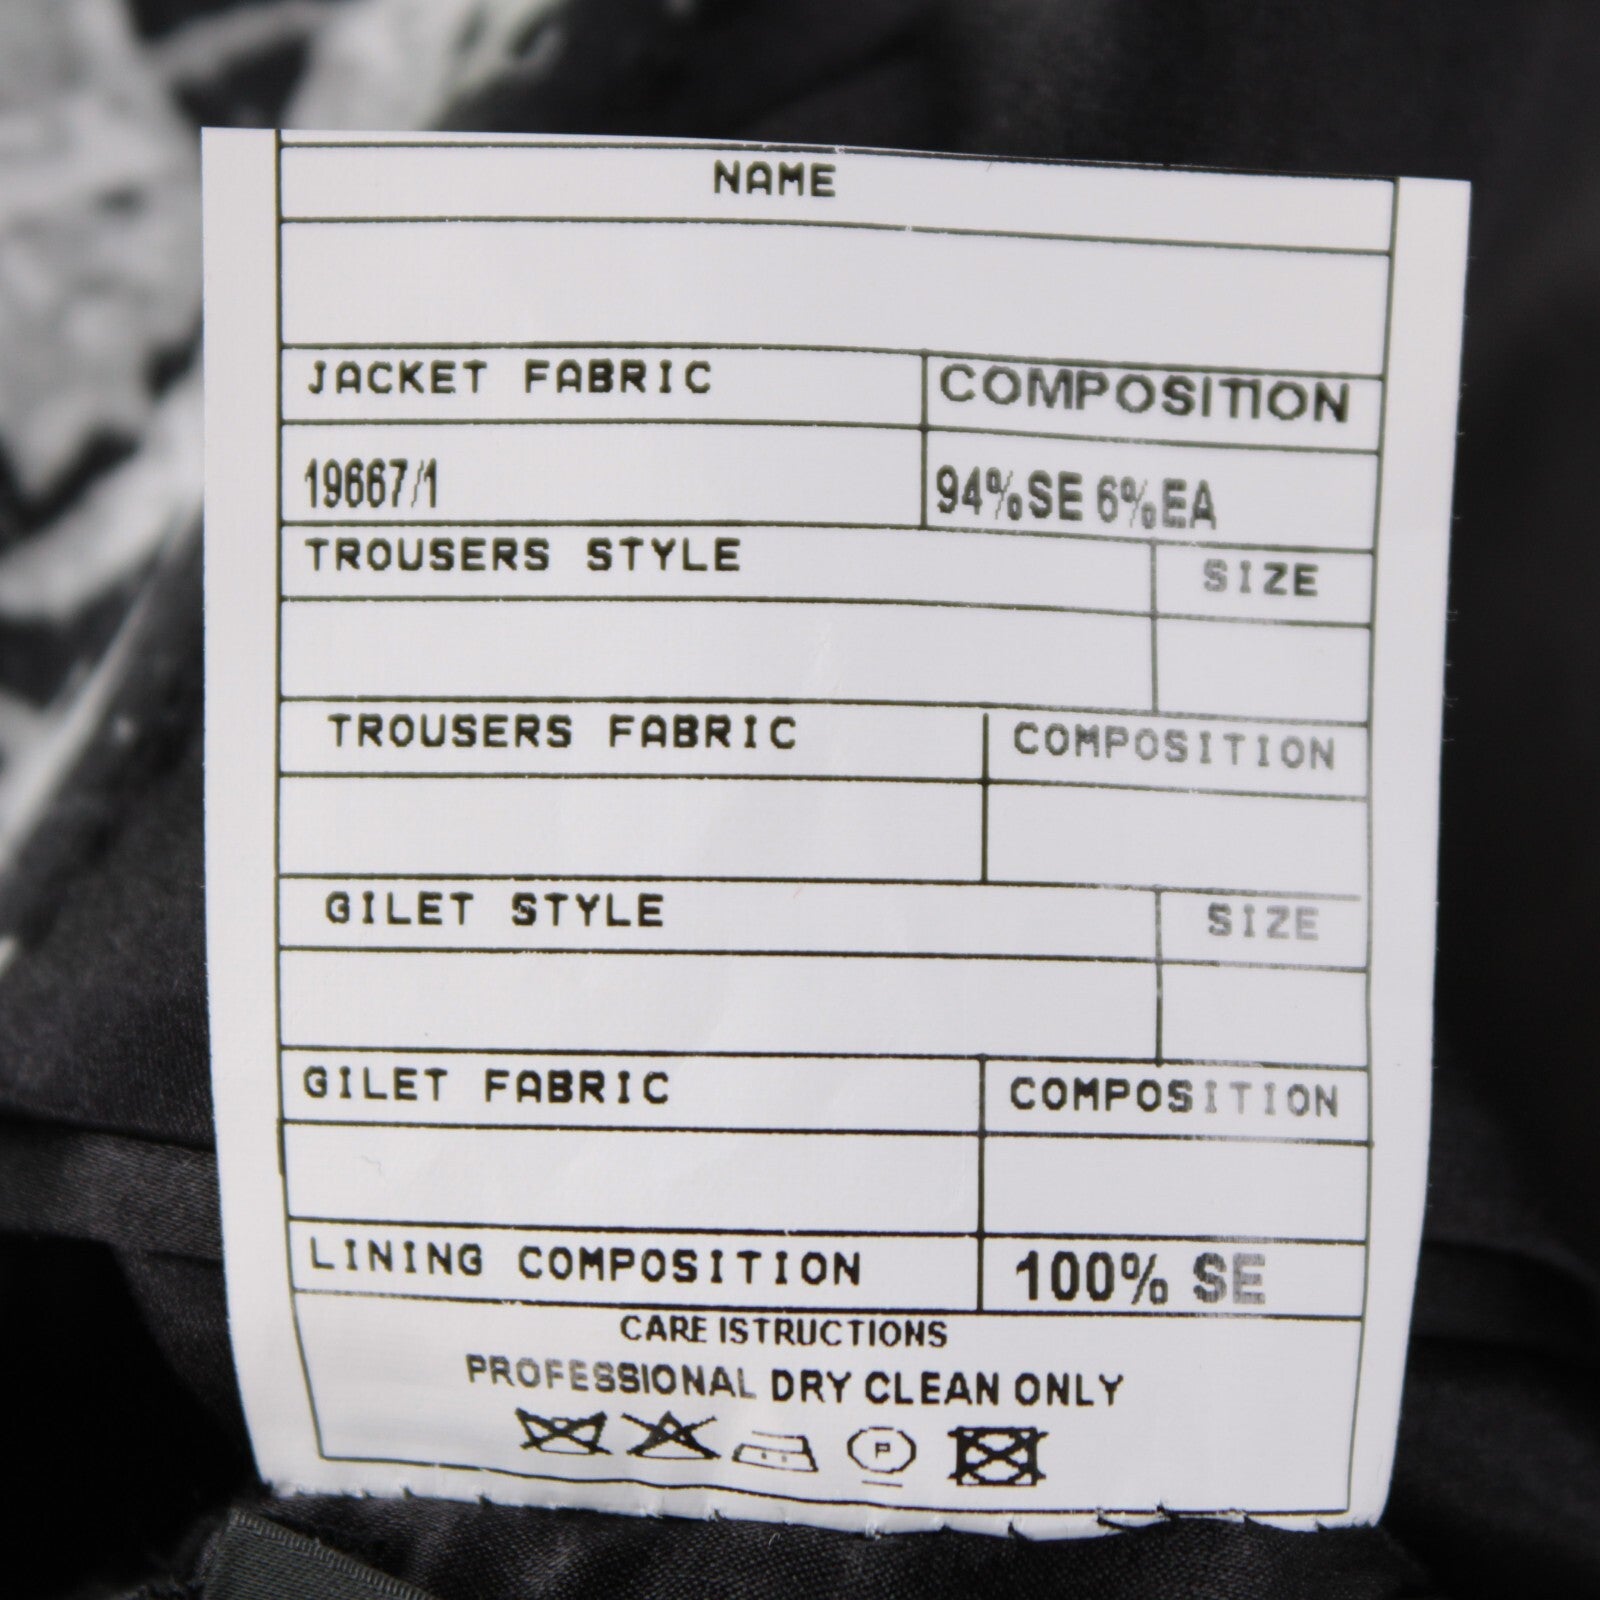 NAME
JACKET FABRIC COMPOSITION
19667/1 94% SE 6% EA
TROUSERS STYLE SIZE
TROUSERS FABRIC COMPOSITION
GILET STYLE SIZE
GILET FABRIC COMPOSITION
LINING COMPOSITION 100% SE
CARE ISTRUCTIONS
PROFESSIONAL DRY CLEAN ONLY
P